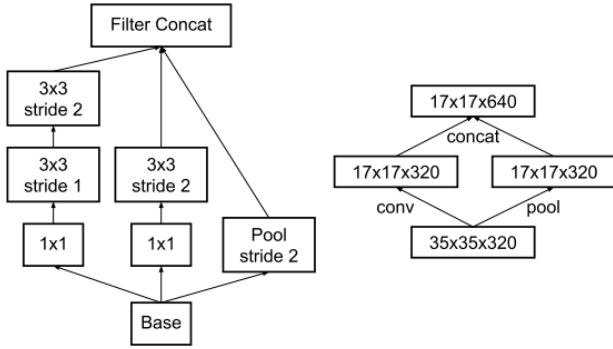 Filter Concat
3x3
stride 2
3x3
stride 1
3x3
stride 2
1x1
1x1
Pool
stride 2
Base
17x17x640
concat
17x17x320
17x17x320
conv
pool
35x35x320